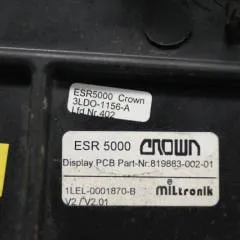 ESR5000 Crown
3LDO-1156-A
Lfd.Nr.402
ESR 5000 CROWN
Display PCB Part-Nr:819883-002-01
1LEL-0001870-B
V2 / V2.01
miltronik